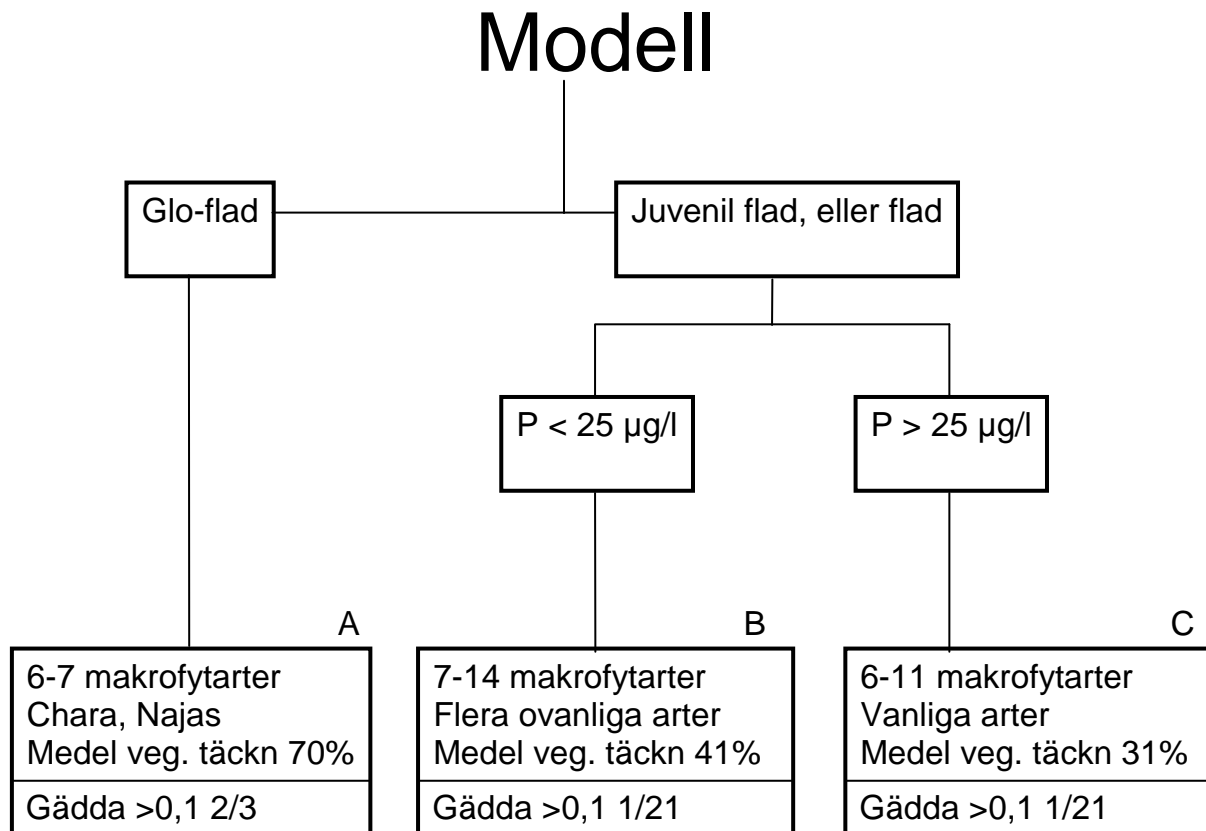 Modell
Glo-flad
Juvenil flad, eller flad
P < 25 µg/l
P > 25 µg/l
A
6-7 makrofytarter
Chara, Najas
Medel veg. täckn 70%
Gädda >0,1 2/3
B
7-14 makrofytarter
Flera ovanliga arter
Medel veg. täckn 41%
Gädda >0,1 1/21
C
6-11 makrofytarter
Vanliga arter
Medel veg. täckn 31%
Gädda >0,1 1/21